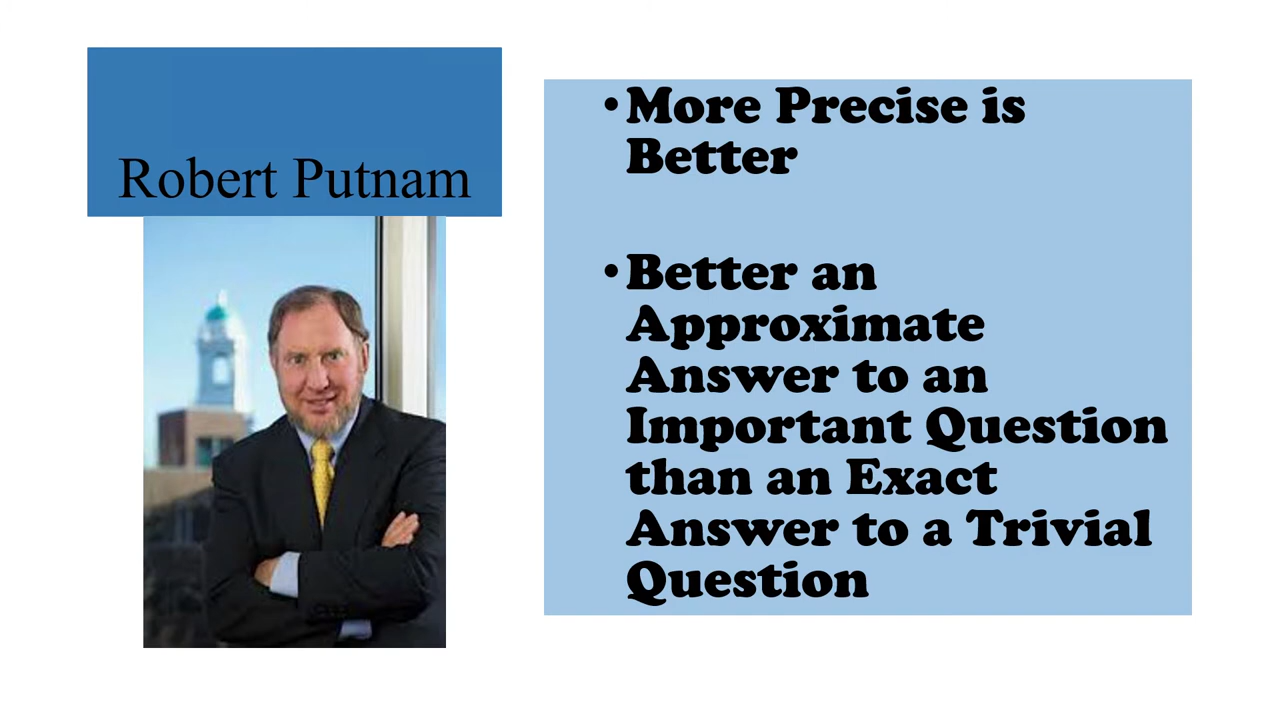 Robert Putnam
•More Precise is
Better
•Better an
Approximate
Answer to an
Important Question
than an Exact
Answer to a Trivial
Question